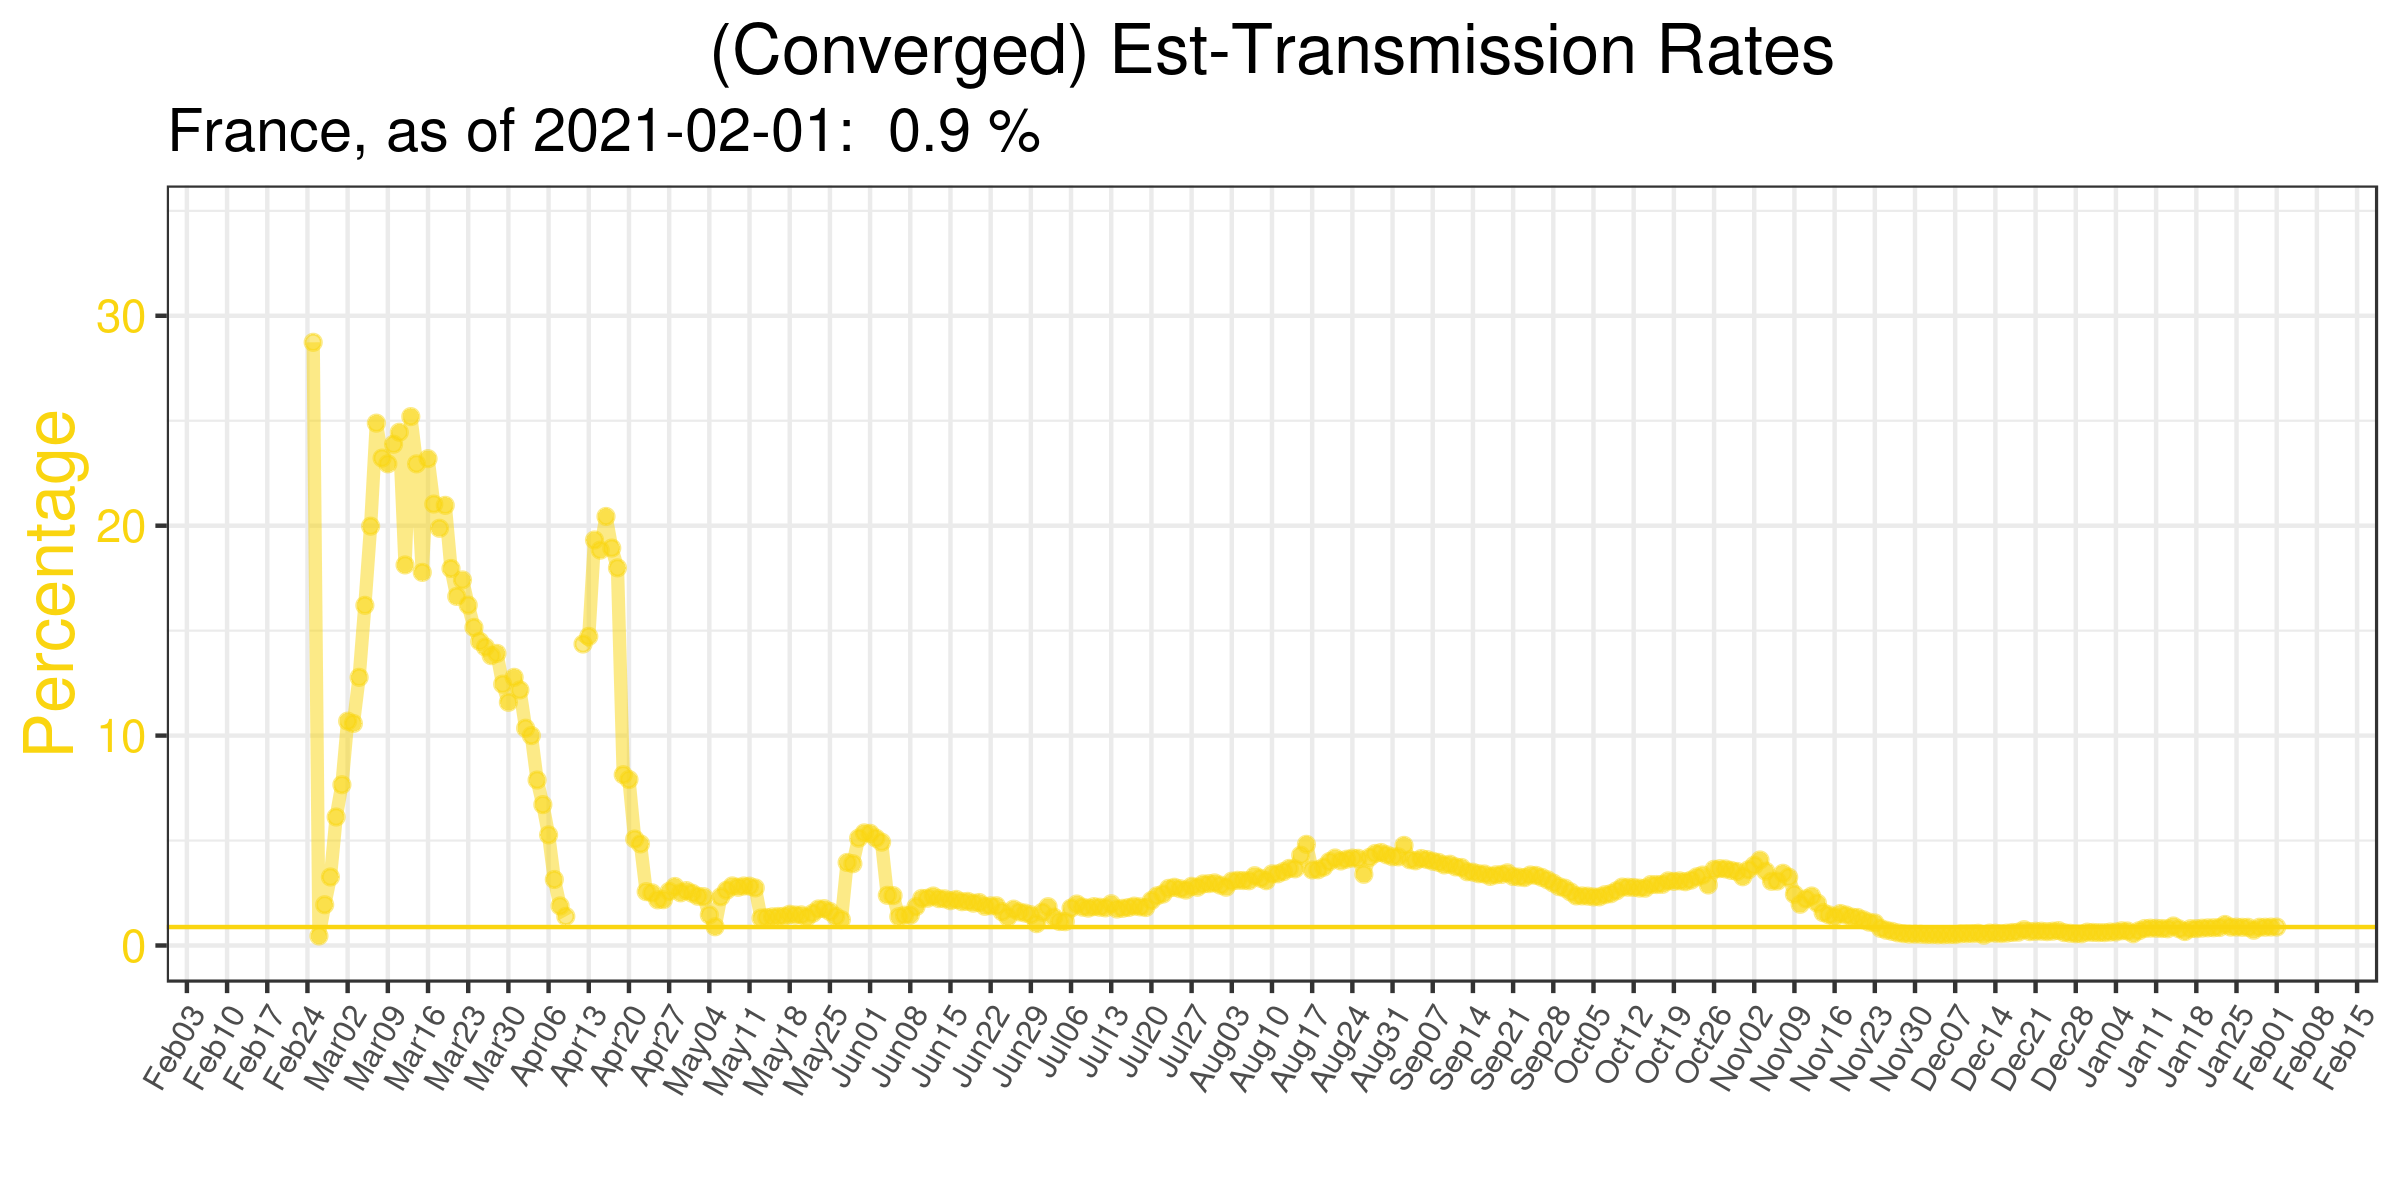 (Converged) Est-Transmission Rates
France, as of 2021-02-01:  0.9 %
Percentage
30
20
10
0
Feb03
Feb10
Feb17
Feb24
Mar02
Mar09
Mar16
Mar23
Mar30
Apr06
Apr13
Apr20
Apr27
May04
May11
May18
May25
Jun01
Jun08
Jun15
Jun22
Jun29
Jul06
Jul13
Jul20
Jul27
Aug03
Aug10
Aug17
Aug24
Aug31
Sep07
Sep14
Sep21
Sep28
Oct05
Oct12
Oct19
Oct26
Nov02
Nov09
Nov16
Nov23
Nov30
Dec07
Dec14
Dec21
Dec28
Jan04
Jan11
Jan18
Jan25
Feb01
Feb08
Feb15